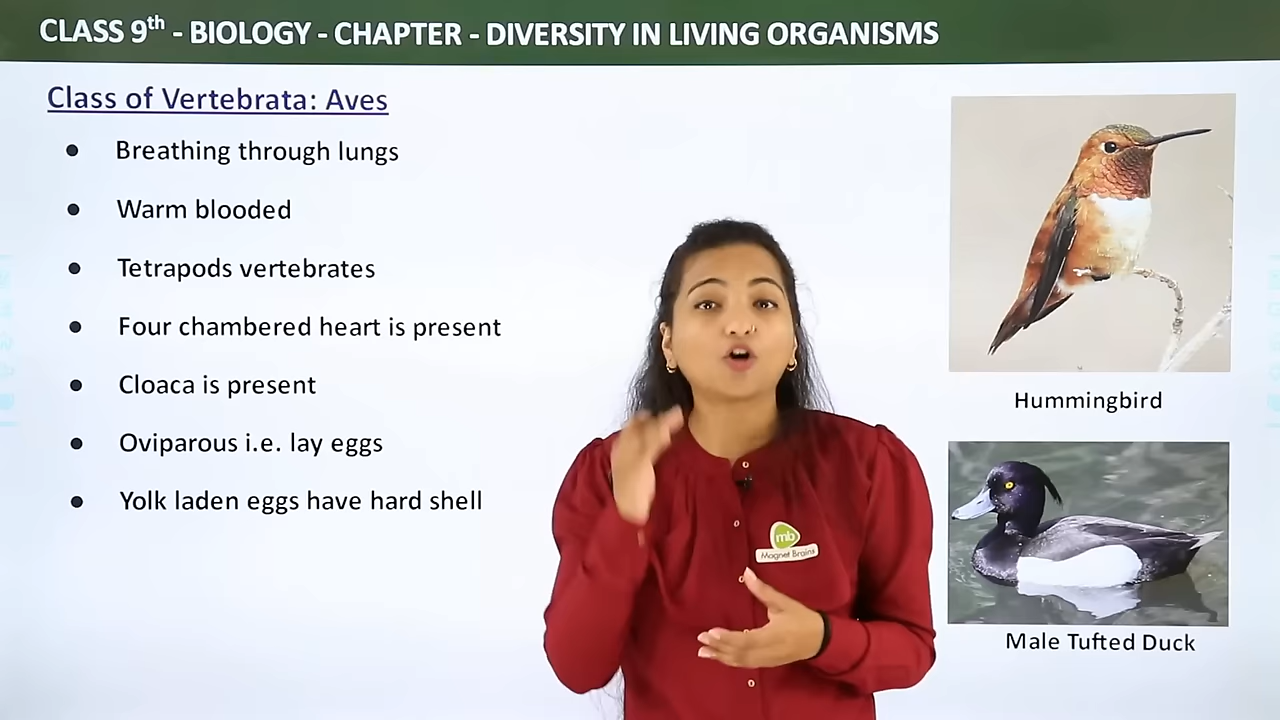 CLASS 9th - BIOLOGY - CHAPTER - DIVERSITY IN LIVING ORGANISMS
Class of Vertebrata: Aves
● Breathing through lungs
● Warm blooded
● Tetrapods vertebrates
● Four chambered heart is present
● Cloaca is present
● Oviparous i.e. lay eggs
● Yolk laden eggs have hard shell
Hummingbird
Male Tufted Duck
mb
Magnet Brains